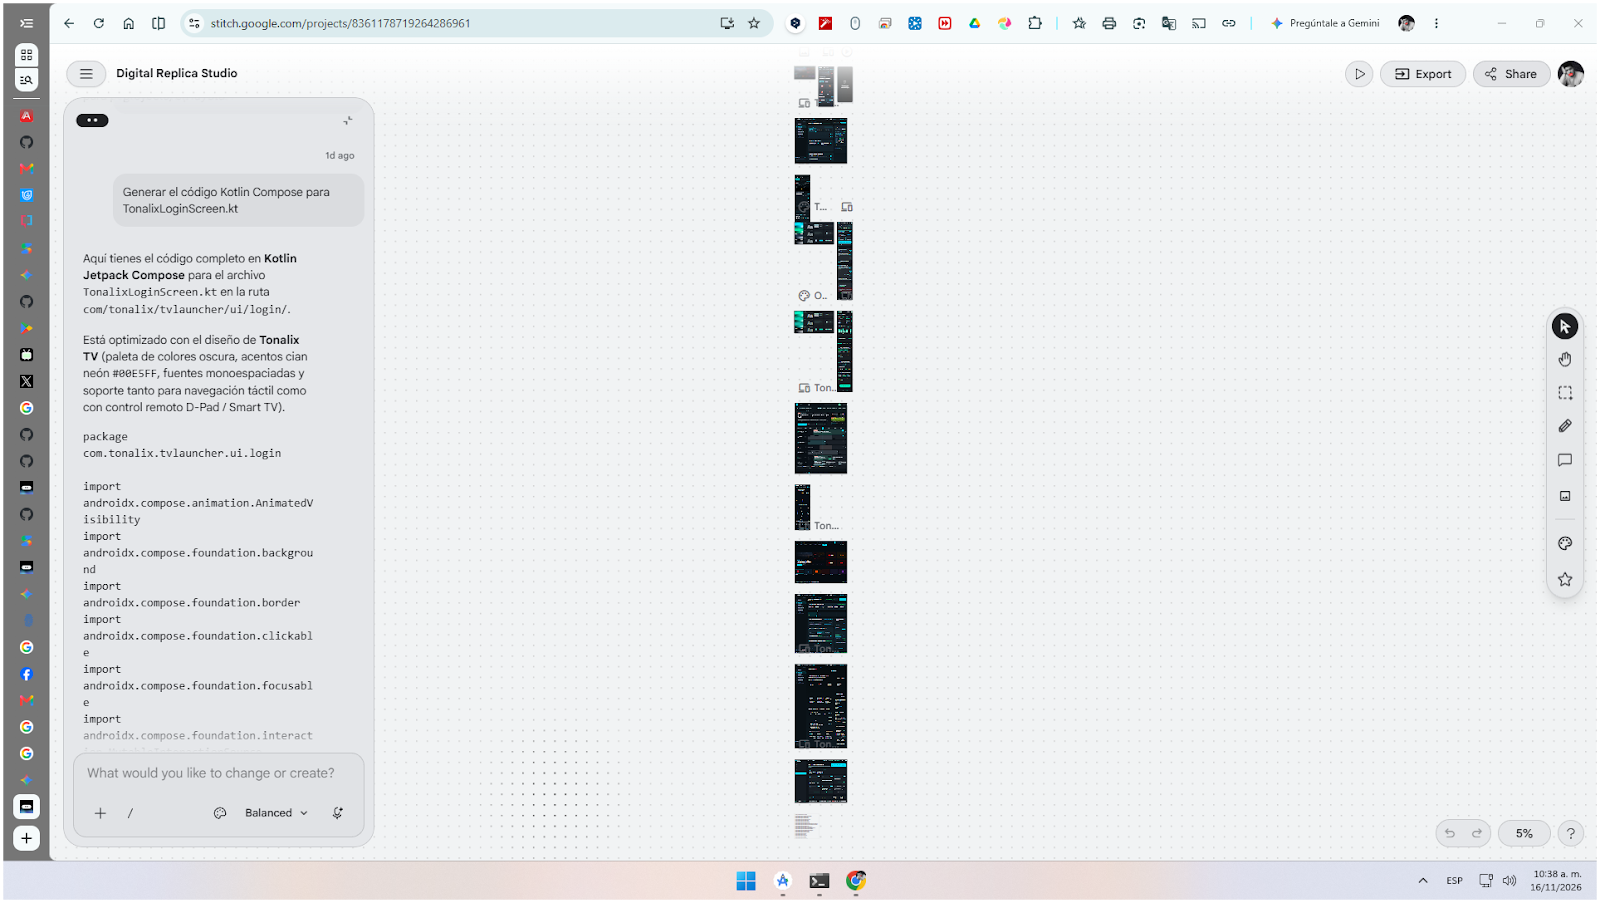 stitch.google.com/projects/8361178719264286961
Pregúntale a Gemini
Digital Replica Studio
Export
Share
1d ago
Generar el código Kotlin Compose para
TonalixLoginScreen.kt
Aquí tienes el código completo en Kotlin
Jetpack Compose para el archivo
TonalixLoginScreen.kt en la ruta
com/tonalix/tvlauncher/ui/login/.
Está optimizado con el diseño de Tonalix
TV (paleta de colores oscura, acentos cian
neón #00E5FF, fuentes monoespaciadas y
soporte tanto para navegación táctil como
con control remoto D-Pad / Smart TV).
package
com.tonalix.tvlauncher.ui.login
import
androidx.compose.animation.AnimatedV
isibility
import
androidx.compose.foundation.backgrou
nd
import
androidx.compose.foundation.border
import
androidx.compose.foundation.clickabl
e
import
androidx.compose.foundation.focusabl
e
import
androidx.compose.foundation.interact
What would you like to change or create?
/
Balanced
T...
O..
Ton..
Ton...
5%
?
ESP
10:38 a. m.
16/11/2026